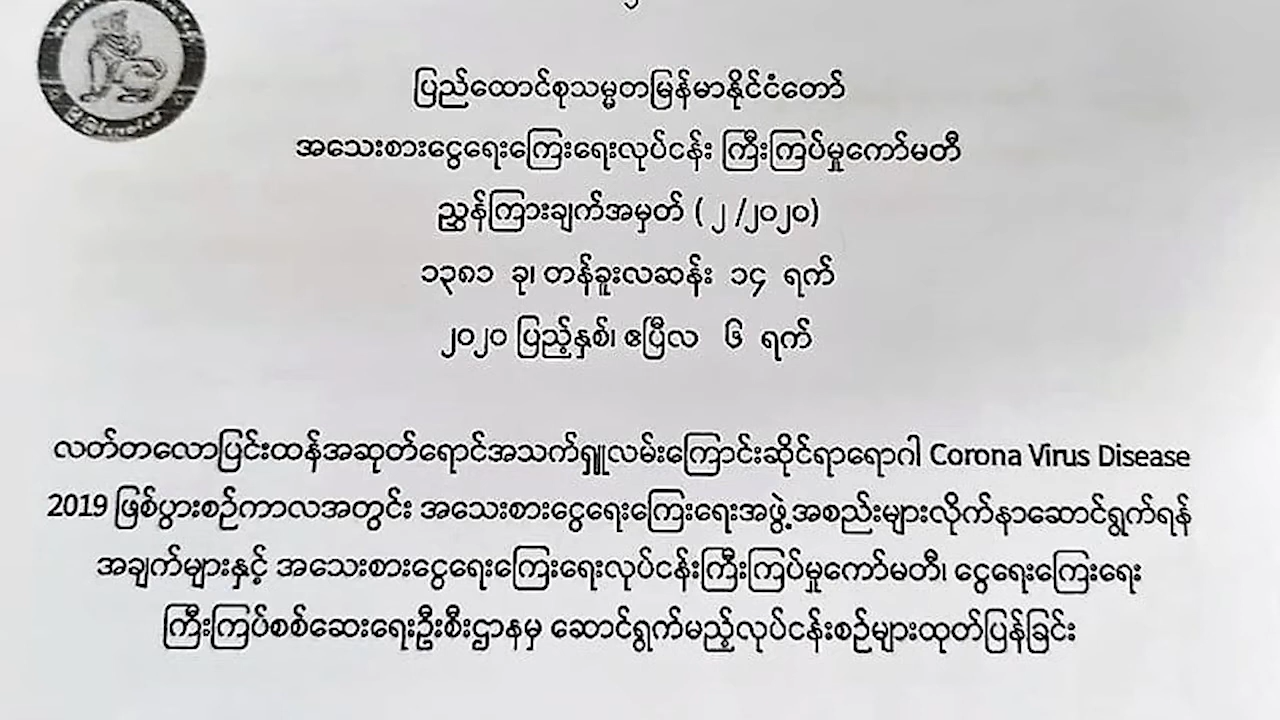 ပြည်ထောင်စုသမ္မတမြန်မာနိုင်ငံတော်
အသေးစားငွေရေးကြေးရေးလုပ်ငန်း ကြီးကြပ်မှုကော်မတီ
ညွှန်ကြားချက်အမှတ် ( ၂ /၂၀၂၀)
၁၃၈၁ ခု၊ တန်ခူးလဆန်း ၁၄ ရက်
၂၀၂၀ ပြည့်နှစ်၊ ဧပြီလ ၆ ရက်
လတ်တလောပြင်းထန်အဆုတ်ရောင်အသက်ရှူလမ်းကြောင်းဆိုင်ရာရောဂါ Corona Virus Disease
2019 ဖြစ်ပွားစဉ်ကာလအတွင်း အသေးစားငွေရေးကြေးရေးအဖွဲ့အစည်းများလိုက်နာဆောင်ရွက်ရန်
အချက်များနှင့် အသေးစားငွေရေးကြေးရေးလုပ်ငန်းကြီးကြပ်မှုကော်မတီ၊ ငွေရေးကြေးရေး
ကြီးကြပ်စစ်ဆေးရေးဦးစီးဌာနမှ ဆောင်ရွက်မည့်လုပ်ငန်းစဉ်များထုတ်ပြန်ခြင်း